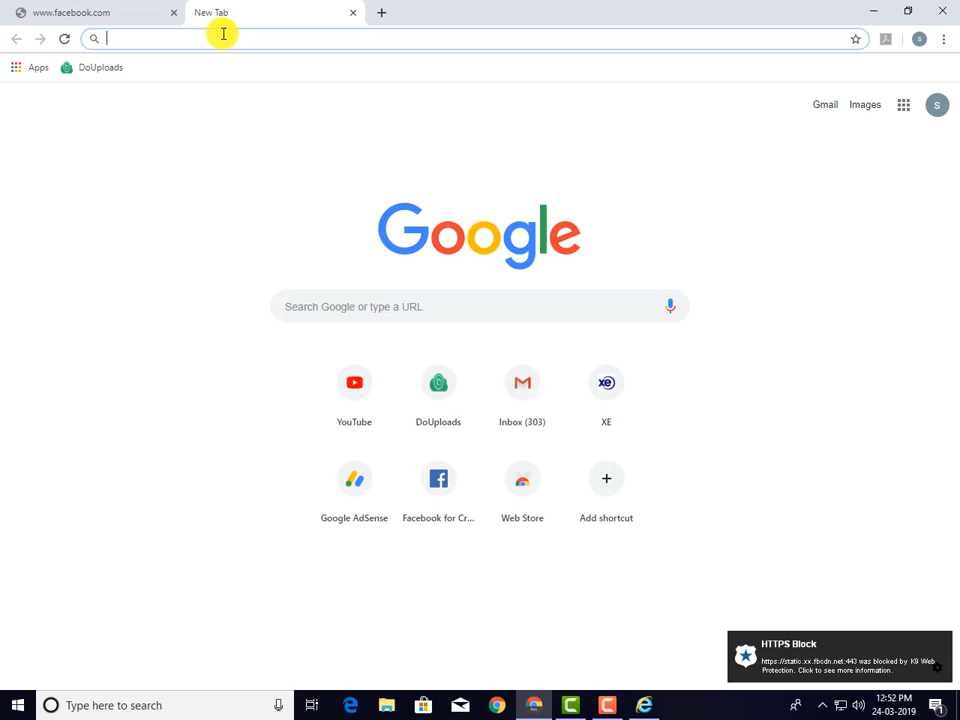 www.facebook.com
New Tab
S
Apps
DoUploads
Gmail
Images
S
Google
Search Google or type a URL
YouTube
DoUploads
Inbox (303)
xe
XE
Google AdSense
Facebook for Cr...
Web Store
Add shortcut
HTTPS Block
https://static.xx.fbcdn.net:443 was blocked by K9 Web
Protection. Click to see more information.
Type here to search
12:52 PM
24-03-2019
1